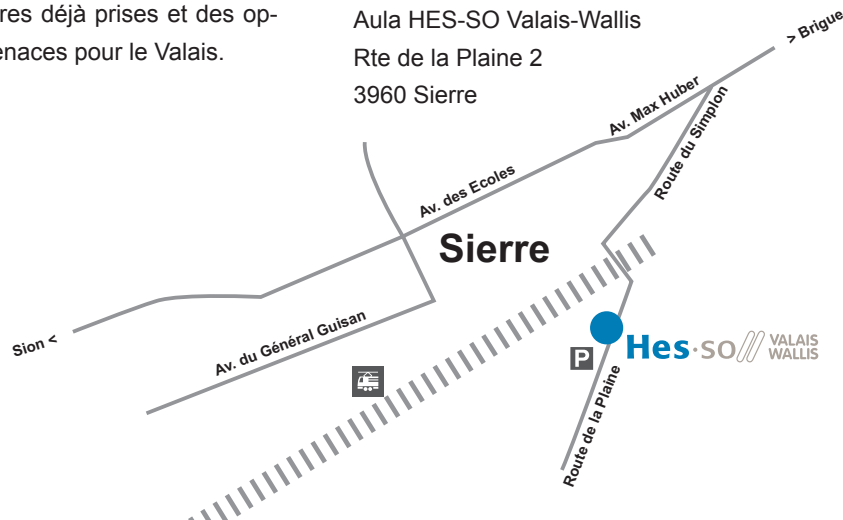 res déjà prises et des op-
enaces pour le Valais.
Aula HES-SO Valais-Wallis
Rte de la Plaine 2
3960 Sierre
> Brigue
Av. Max Huber
Route du Simplon
Av. des Ecoles
Sierre
Sion <
Av. du Général Guisan
P
Hes·so VALAIS
WALLIS
Route de la Plaine